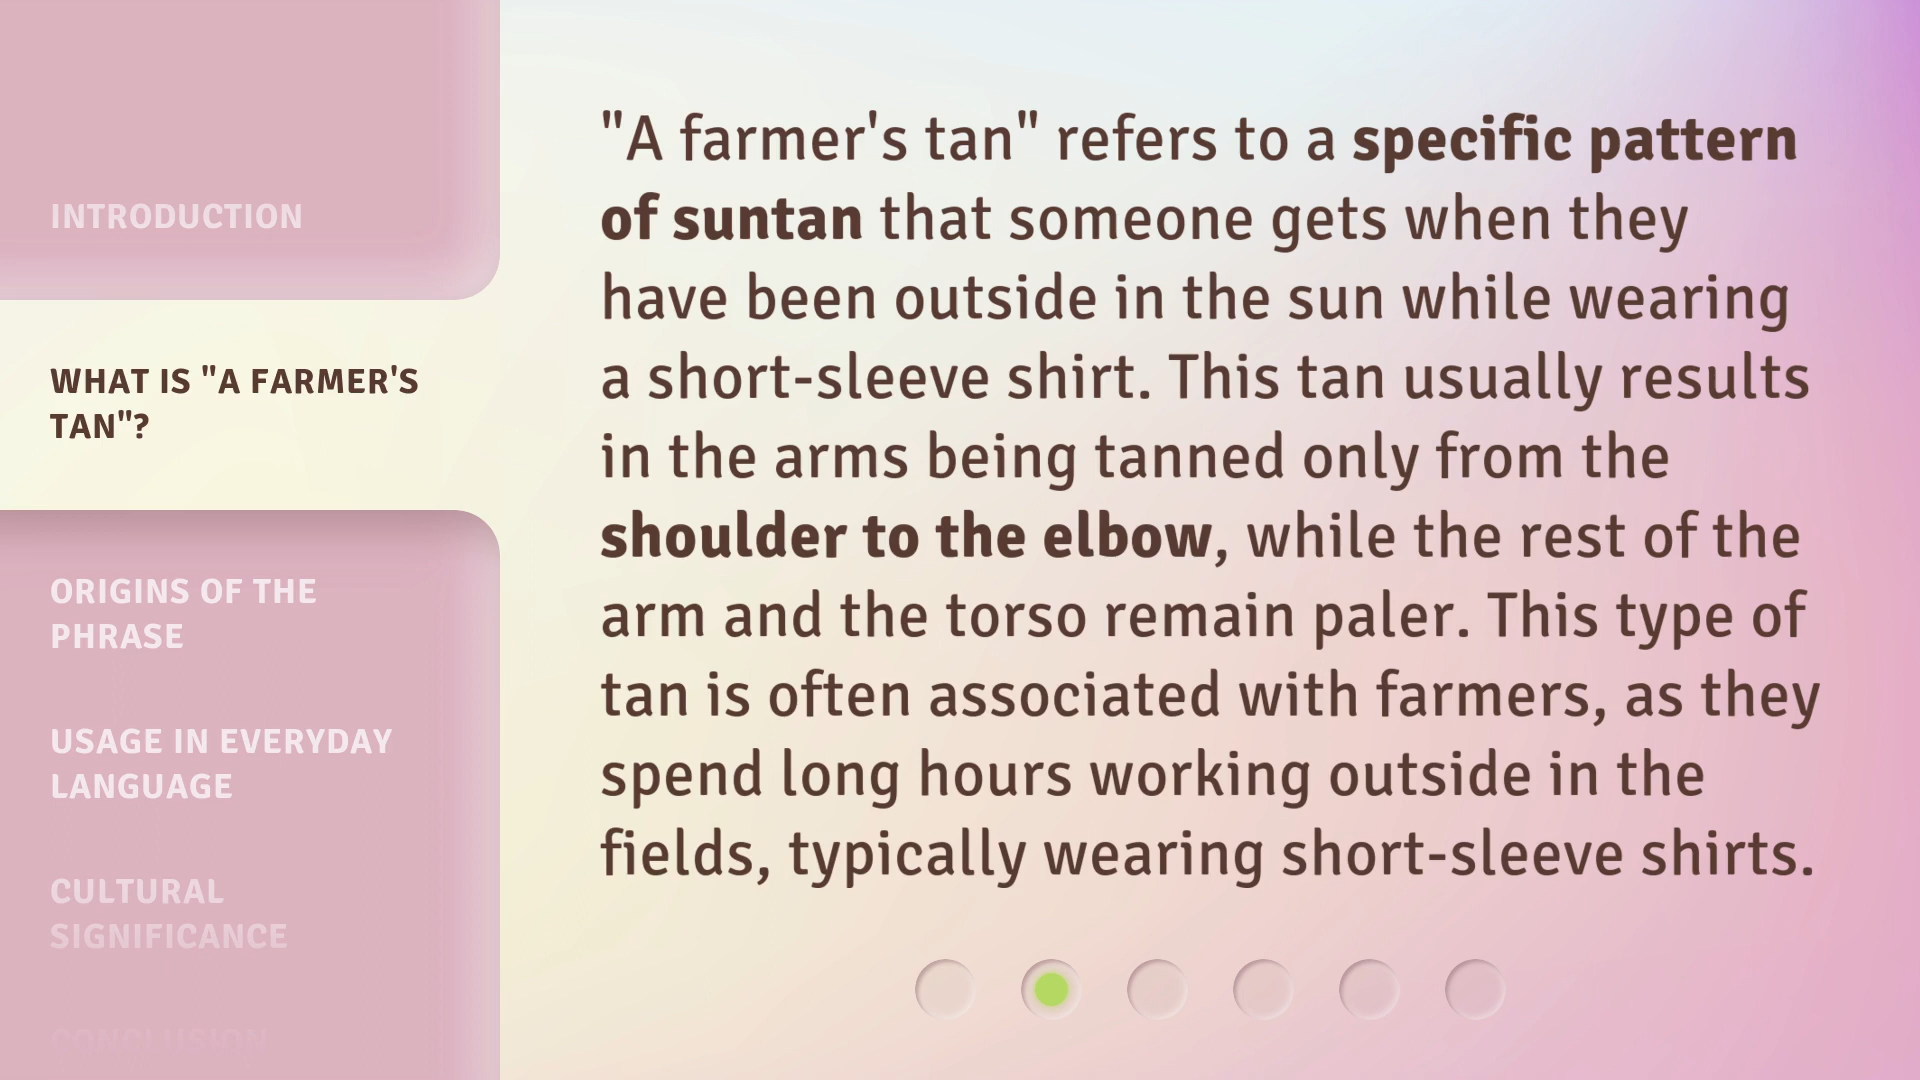 INTRODUCTION
WHAT IS "A FARMER'S
TAN"?
ORIGINS OF THE
PHRASE
USAGE IN EVERYDAY
LANGUAGE
CULTURAL
SIGNIFICANCE
CONCLUSION
"A farmer's tan" refers to a specific pattern
of suntan that someone gets when they
have been outside in the sun while wearing
a short-sleeve shirt. This tan usually results
in the arms being tanned only from the
shoulder to the elbow, while the rest of the
arm and the torso remain paler. This type of
tan is often associated with farmers, as they
spend long hours working outside in the
fields, typically wearing short-sleeve shirts.